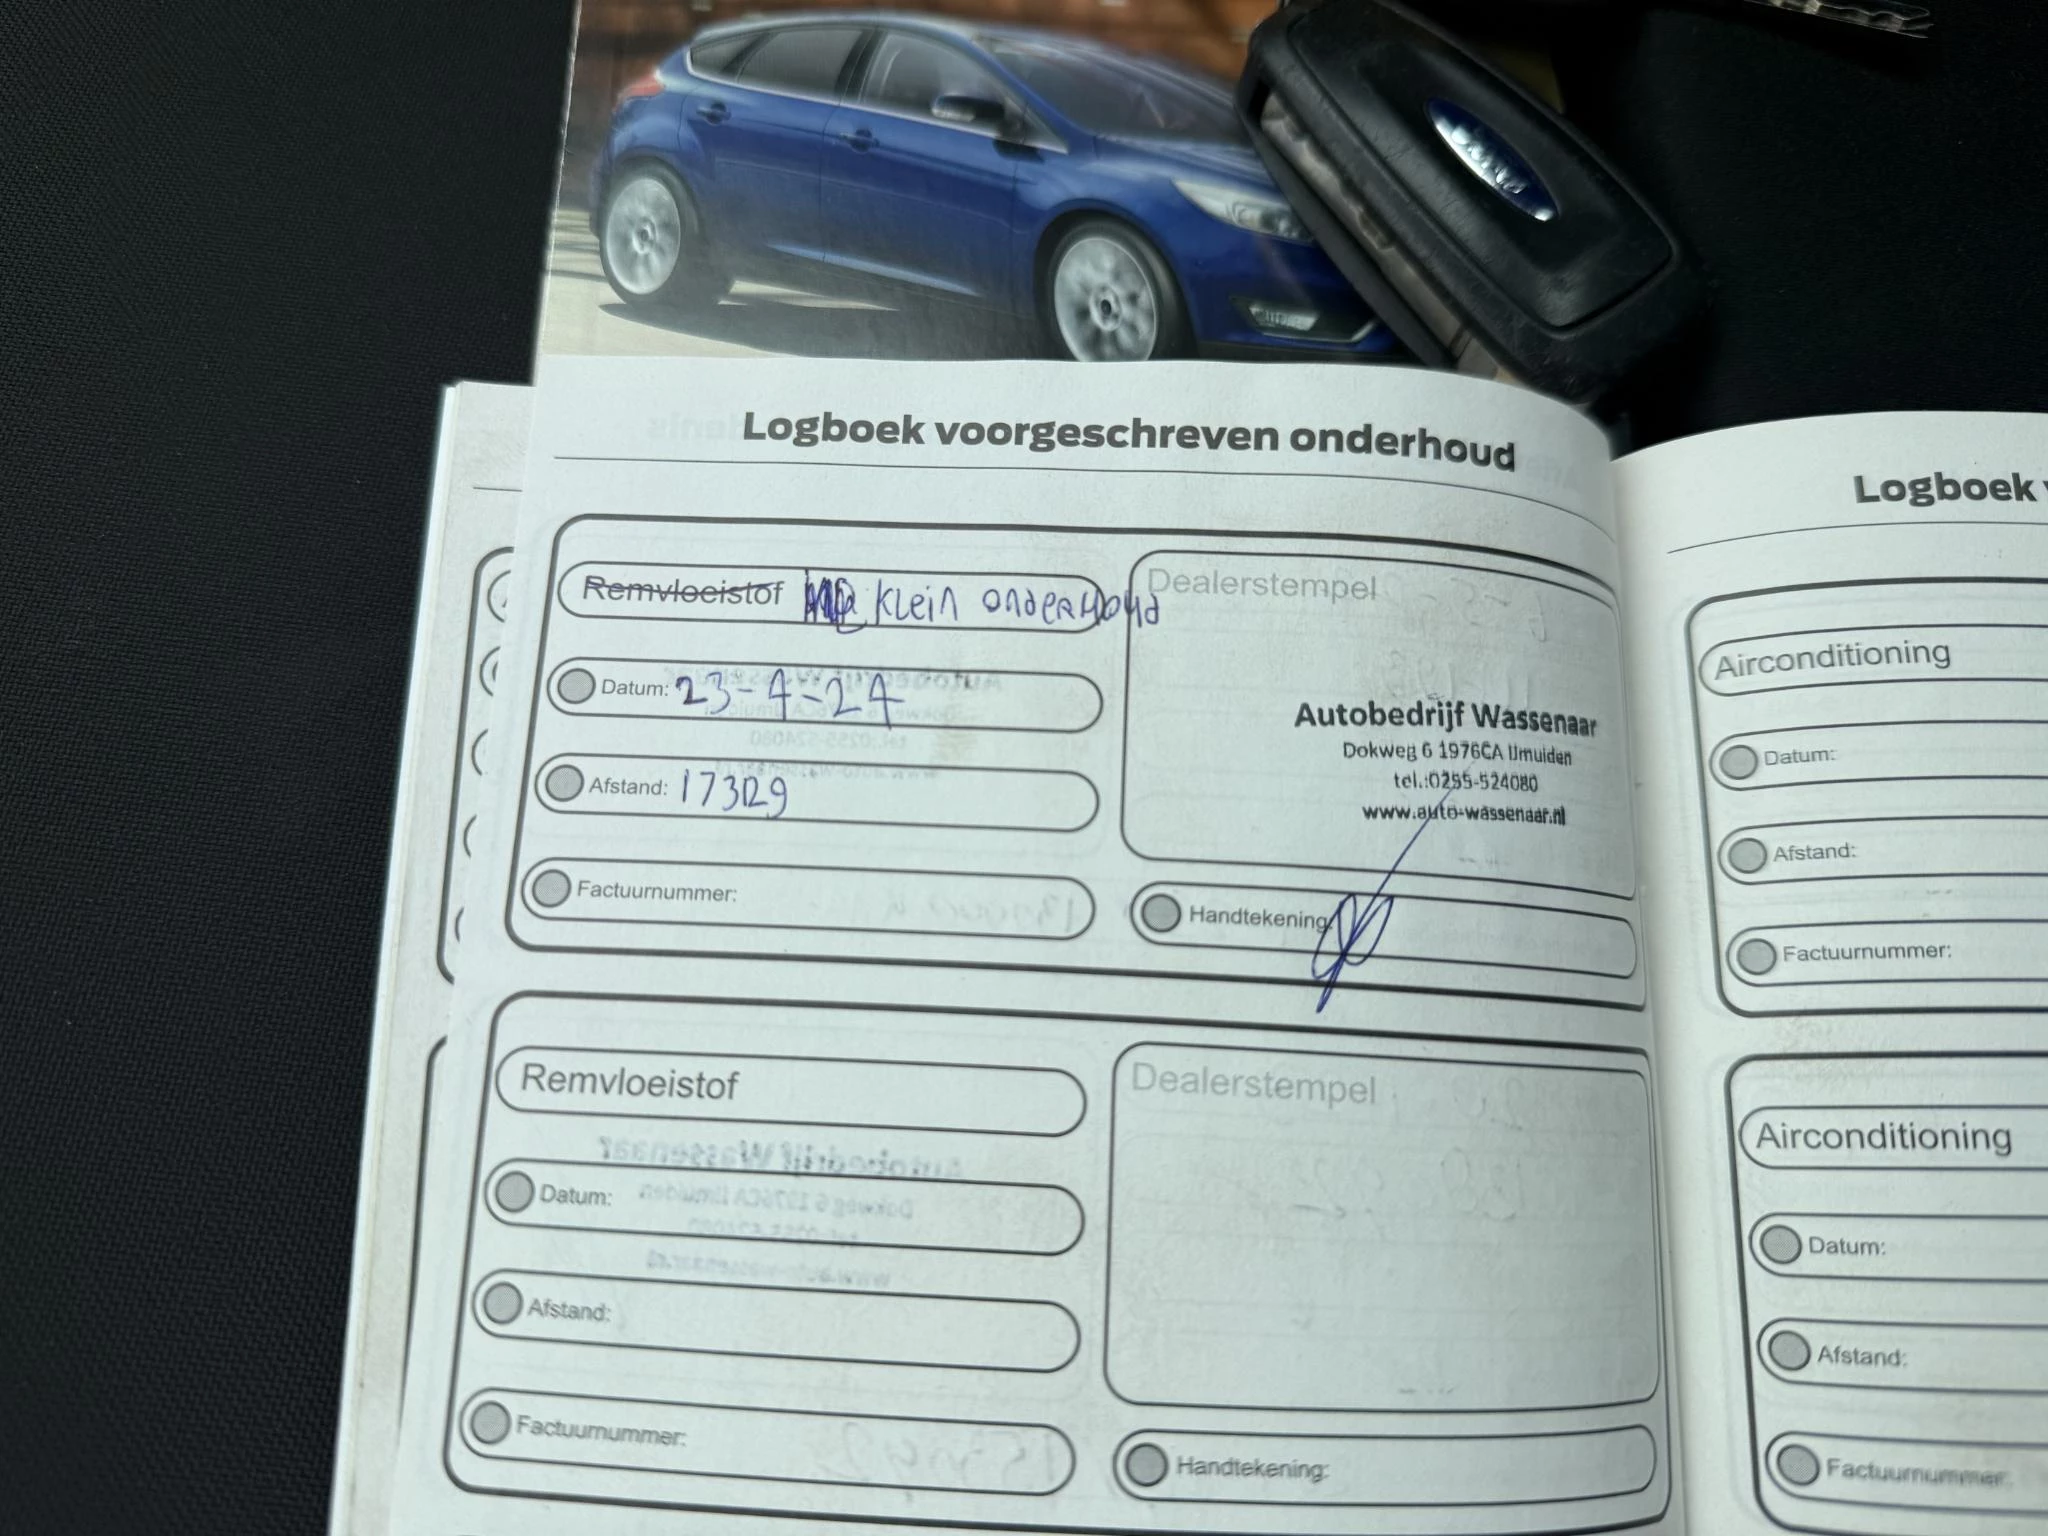 Ford
Logboek voorgeschreven onderhoud
Remvloeistof klein onderhoud
Datum: 23-4-24
Afstand: 173129
Factuurnummer:
Dealerstempel
Autobedrijf Wassenaar
Dokweg 6 1976CA IJmuiden
tel.:0255-524080
www.auto-wassenaar.nl
Handtekening:
Remvloeistof
Datum:
Afstand:
Factuurnummer:
Dealerstempel
Handtekening:
Logboek
Airconditioning
Datum:
Afstand:
Factuurnummer:
Airconditioning
Datum:
Afstand:
Factuurnummer: